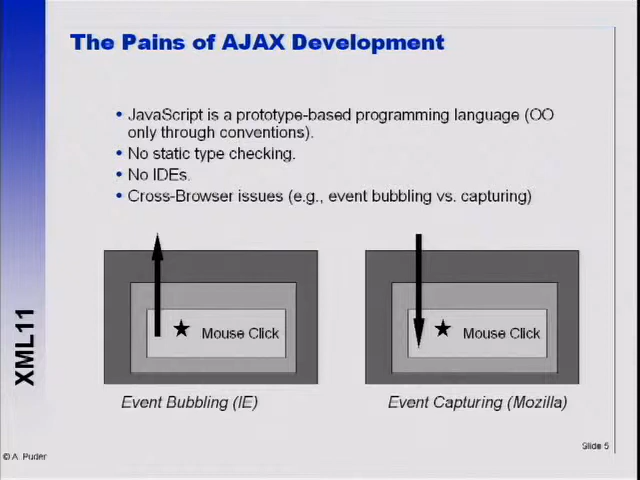 The Pains of AJAX Development
• JavaScript is a prototype-based programming language (OO
only through conventions).
• No static type checking.
• No IDEs.
• Cross-Browser issues (e.g., event bubbling vs. capturing)
Mouse Click
Mouse Click
Event Bubbling (IE)
Event Capturing (Mozilla)
XML11
Slide 5
© A. Puder